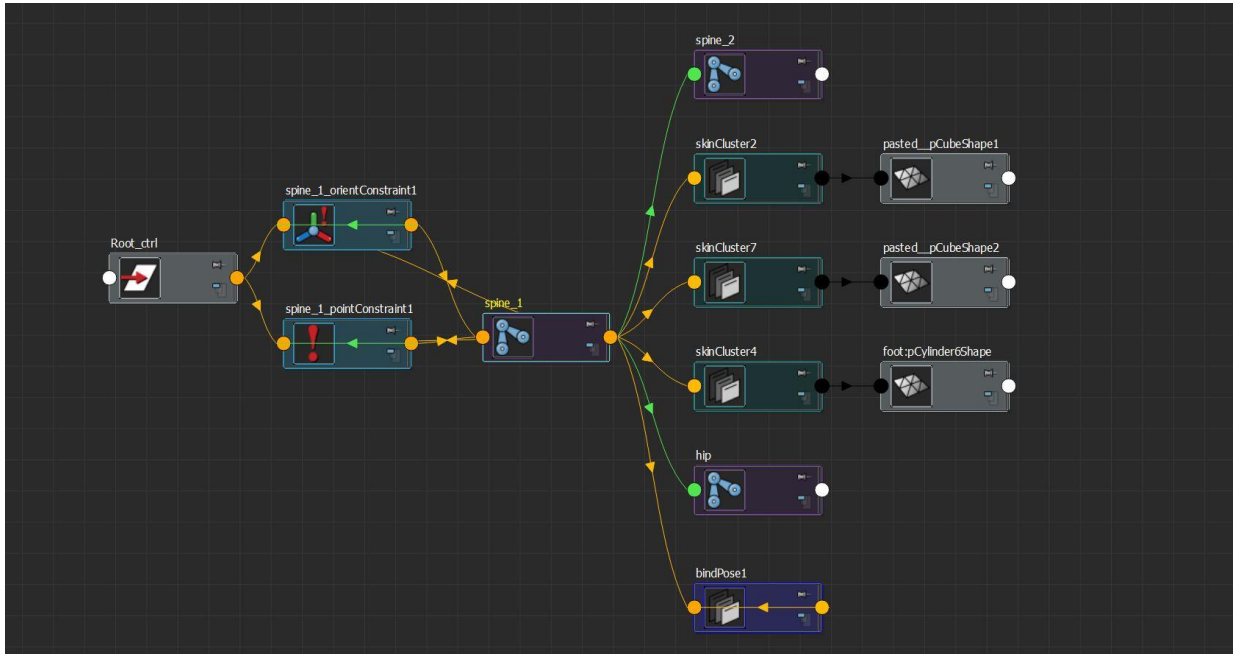 spine_2
skinCluster2
pasted__pCubeShape1
spine_1_orientConstraint1
Root_ctrl
skinCluster7
pasted__pCubeShape2
spine_1_pointConstraint1
spine_1
skinCluster4
foot:pCylinder6Shape
hip
bindPose1